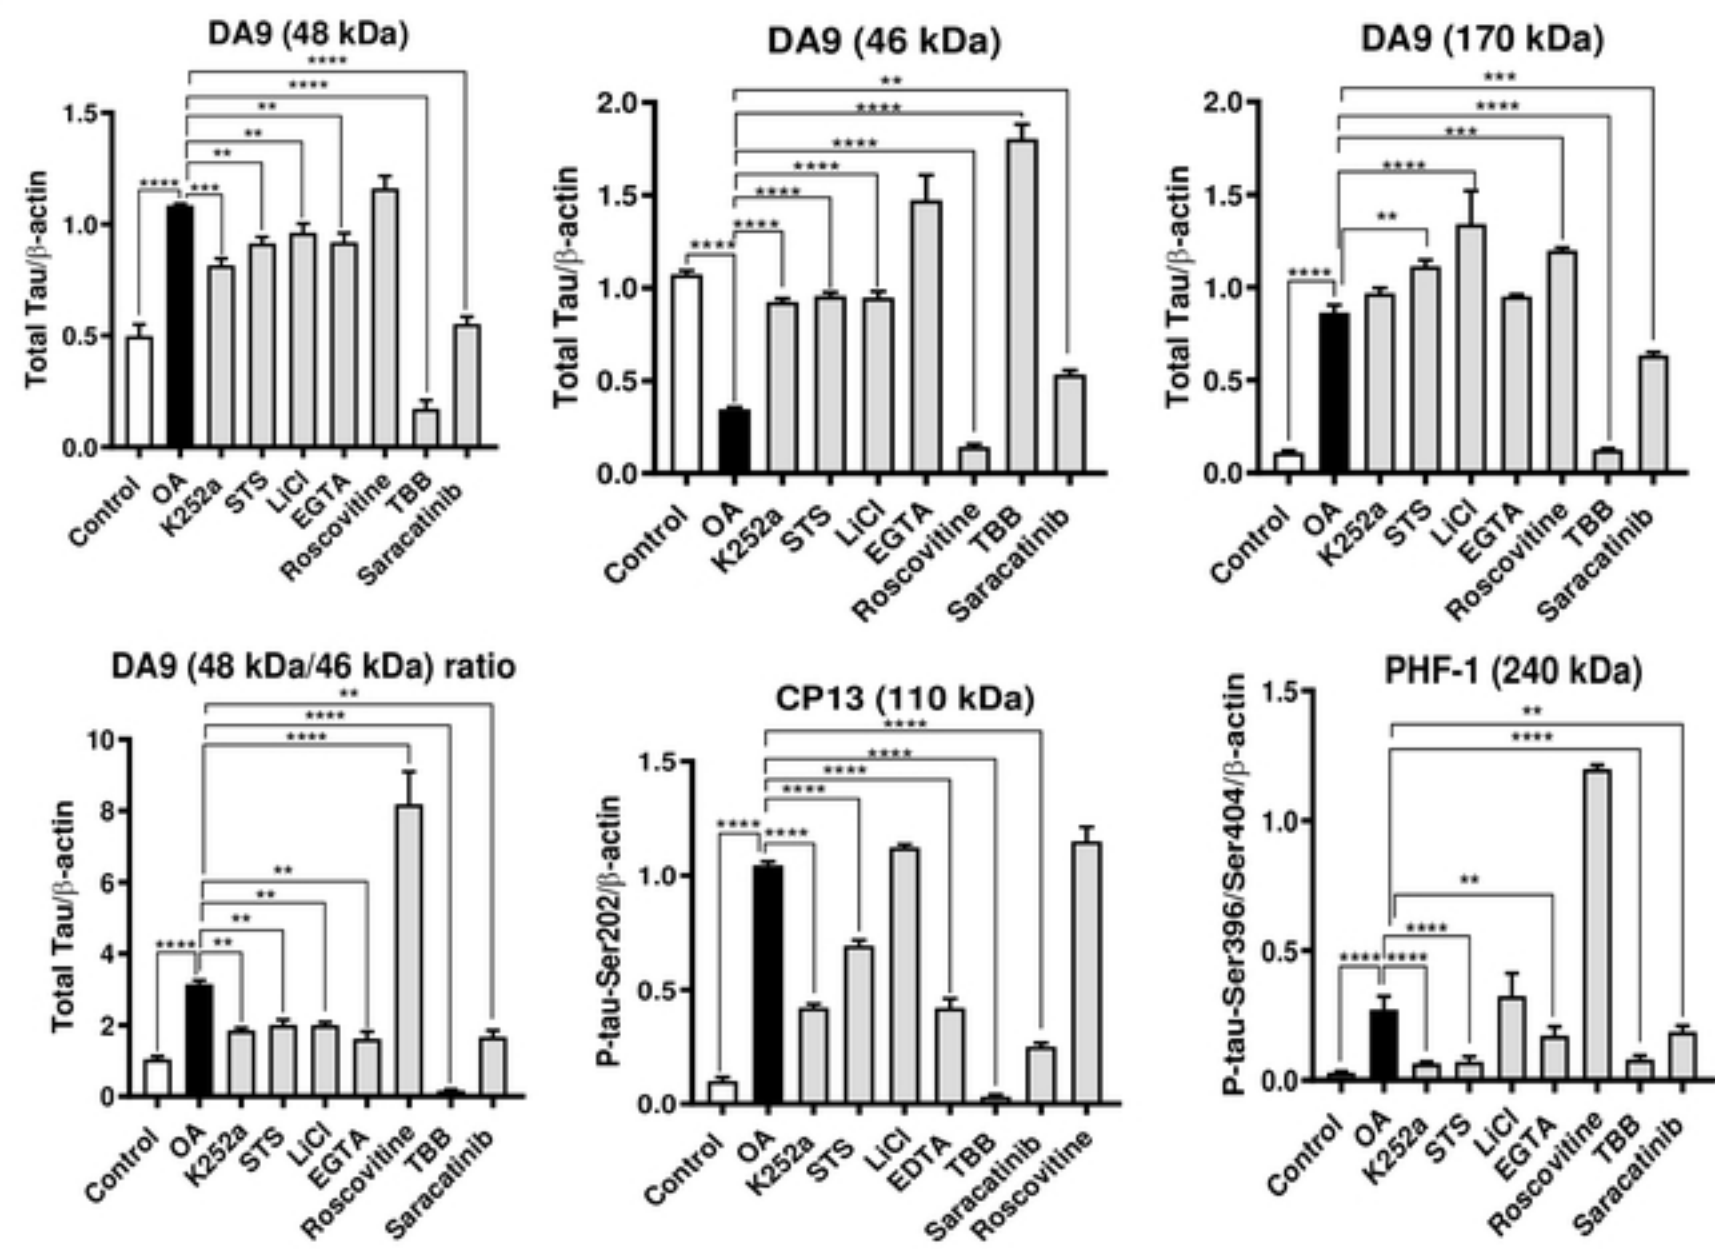 DA9 (48 kDa)
****
****
**
**
**
**** ***
Total Tau/β-actin
1.5
1.0
0.5
0.0
Control
OA
K252a
STS
LiCl
EGTA
Roscovitine
TBB
Saracatinib
DA9 (46 kDa)
**
****
****
****
****
****
****
Total Tau/β-actin
2.0
1.5
1.0
0.5
0.0
Control
OA
K252a
STS
LiCl
EGTA
Roscovitine
TBB
Saracatinib
DA9 (170 kDa)
***
****
***
****
**
****
Total Tau/β-actin
2.0
1.5
1.0
0.5
0.0
Control
OA
K252a
STS
LiCl
EGTA
Roscovitine
TBB
Saracatinib
DA9 (48 kDa/46 kDa) ratio
**
****
****
**
**
**
**** **
Total Tau/β-actin
10
8
6
4
2
0
Control
OA
K252a
STS
LiCl
EGTA
Roscovitine
TBB
Saracatinib
CP13 (110 kDa)
****
****
****
****
**** ****
P-tau-Ser202/β-actin
1.5
1.0
0.5
0.0
Control
OA
K252a
STS
LiCl
EDTA
TBB
Saracatinib
Roscovitine
PHF-1 (240 kDa)
**
****
**
****
**** ****
P-tau-Ser396/Ser404/β-actin
1.5
1.0
0.5
0.0
Control
OA
K252a
STS
LiCl
EGTA
Roscovitine
TBB
Saracatinib